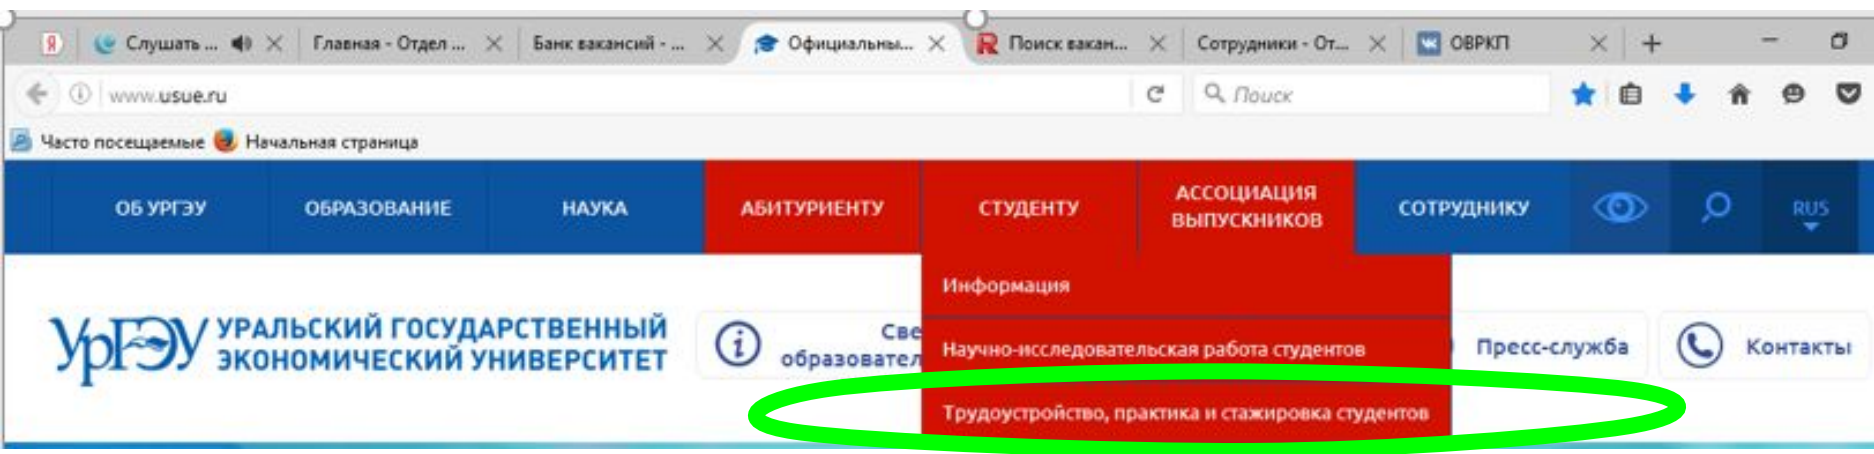 Я Слушать ... Главная - Отдел ... Банк вакансий - ... Официальны... R Поиск вакан... Сотрудники - От... ОВРКП
www.usue.ru Поиск
Часто посещаемые Начальная страница
ОБ УРГЭУ ОБРАЗОВАНИЕ НАУКА АБИТУРИЕНТУ СТУДЕНТУ АССОЦИАЦИЯ
ВЫПУСКНИКОВ СОТРУДНИКУ RUS
Информация
УрГЭУ УРАЛЬСКИЙ ГОСУДАРСТВЕННЫЙ
ЭКОНОМИЧЕСКИЙ УНИВЕРСИТЕТ
i Све
образовател
Научно-исследовательская работа студентов
Пресс-служба Контакты
Трудоустройство, практика и стажировка студентов